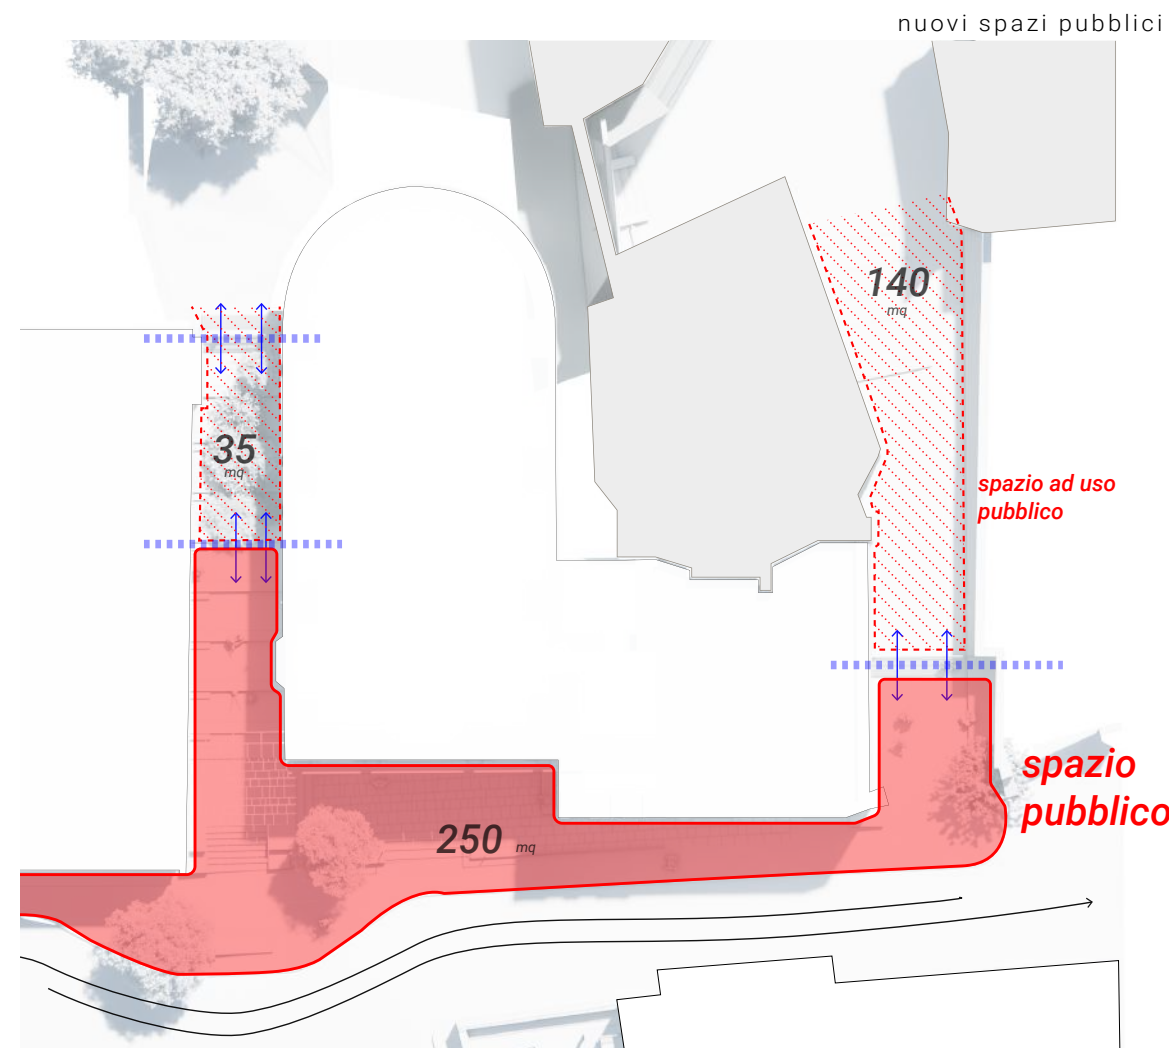 nuovi spazi pubblici
140
mq
35
mq
spazio ad uso
pubblico
spazio
pubblico
250 mq